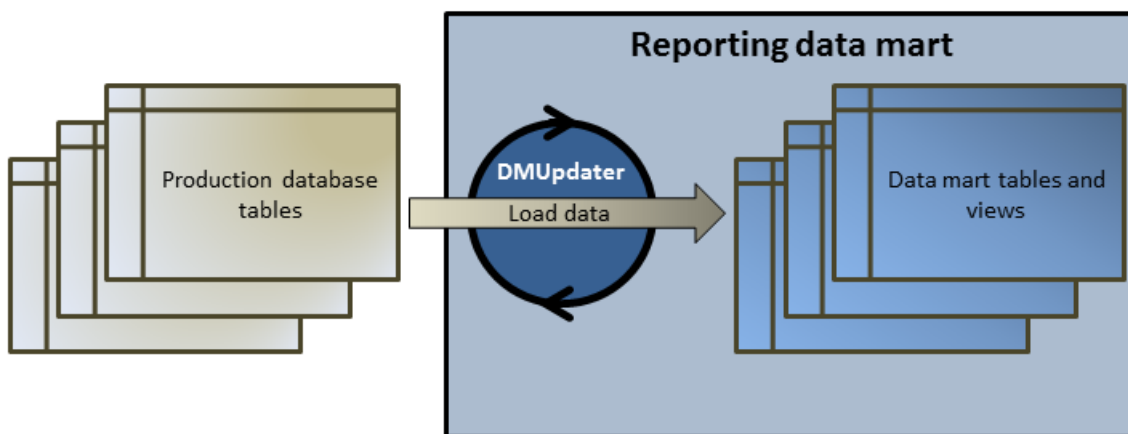 Reporting data mart
Production database
tables
DMUpdater
Load data
Data mart tables and
views